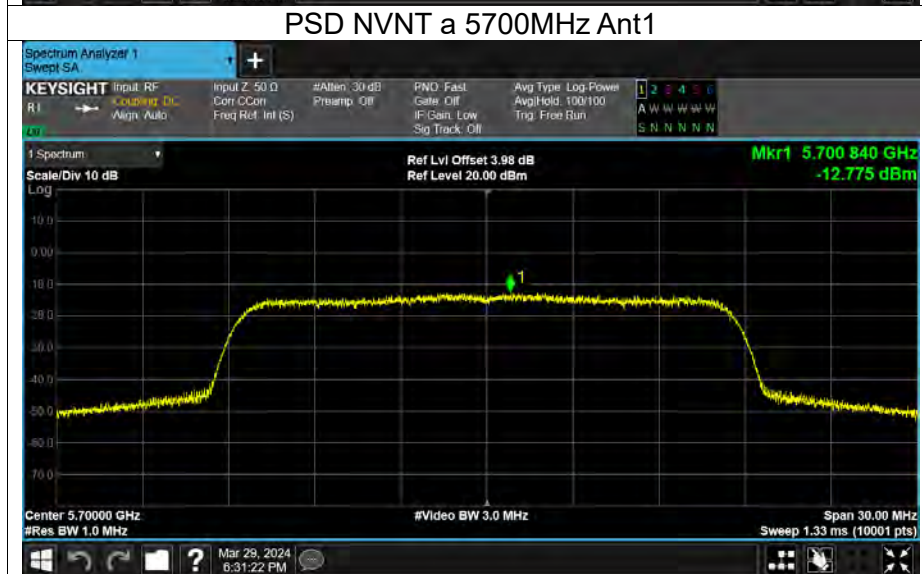 PSD NVNT a 5700MHz Ant1
Spectrum Analyzer 1
Swept SA
+
KEYSIGHT Input: RF Input Z: 50 Ω #Atten: 30 dB PNO: Fast Avg Type: Log-Power 1 2 3 4 5 6
Coupling: DC Corr CCorr Preamp: Off Gate: Off Avg|Hold: 100/100 A W W W W W
Align: Auto Freq Ref: Int (S) IF Gain: Low Trig: Free Run
Sig Track: Off S N N N N N
1 Spectrum Ref Lvl Offset 3.98 dB Mkr1 5.700 840 GHz
Scale/Div 10 dB Ref Level 20.00 dBm -12.775 dBm
Log
10.0
0.00
-10.0
1
-20.0
-30.0
-40.0
-50.0
-60.0
-70.0
Center 5.70000 GHz #Video BW 3.0 MHz Span 30.00 MHz
#Res BW 1.0 MHz Sweep 1.33 ms (10001 pts)
? Mar 29, 2024
6:31:22 PM